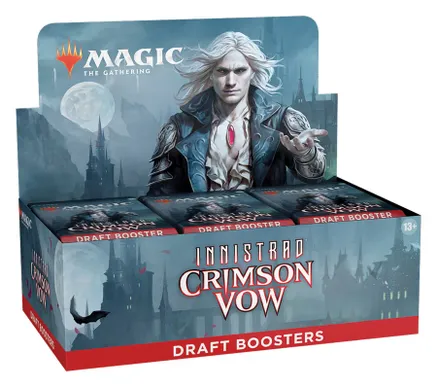 MAGIC
THE GATHERING
DRAFT BOOSTER
DRAFT BOOSTER
DRAFT BOOSTER
13+
INNISTRAD
CRIMSON
VOW
DRAFT BOOSTERS